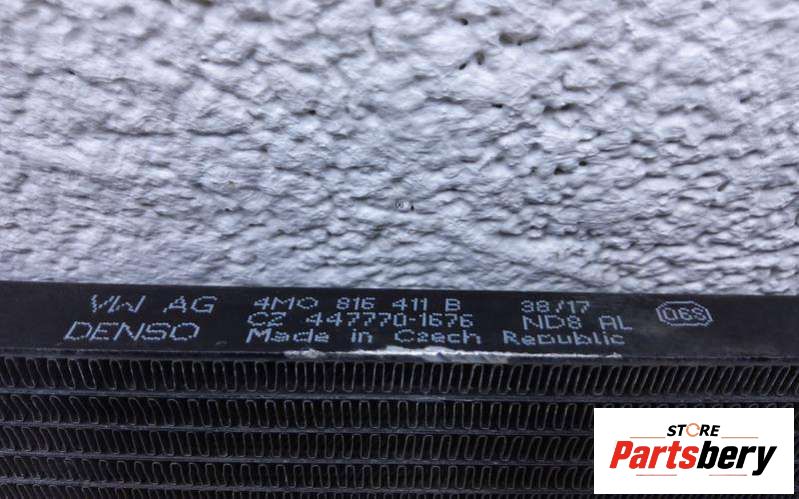 VW AG 4M0 816 411 B 38/17 06S
DENSO CZ 447770-1676 ND8 AL
Made in Czech Republic
STORE
Partsbery